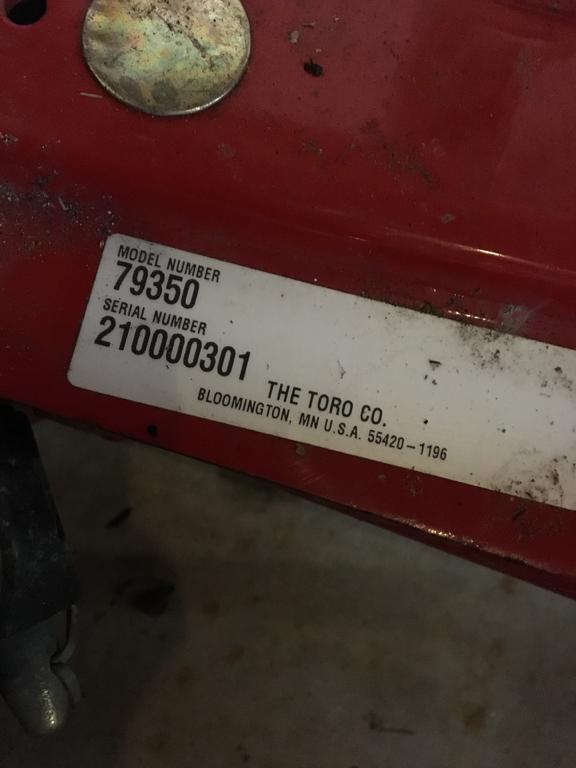 MODEL NUMBER
79350
SERIAL NUMBER
210000301
THE TORO CO.
BLOOMINGTON, MN U.S.A. 55420-1196